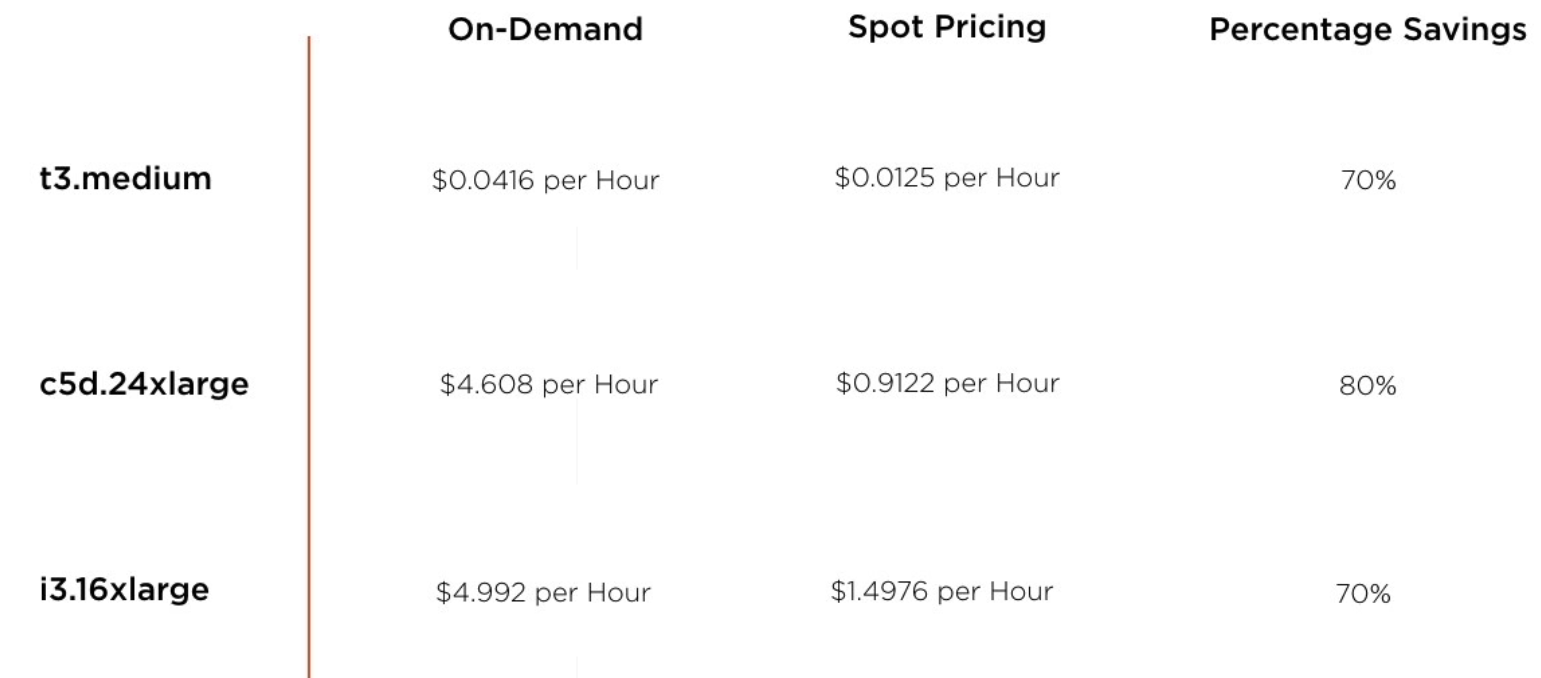 On-Demand Spot Pricing Percentage Savings
t3.medium $0.0416 per Hour $0.0125 per Hour 70%
c5d.24xlarge $4.608 per Hour $0.9122 per Hour 80%
i3.16xlarge $4.992 per Hour $1.4976 per Hour 70%